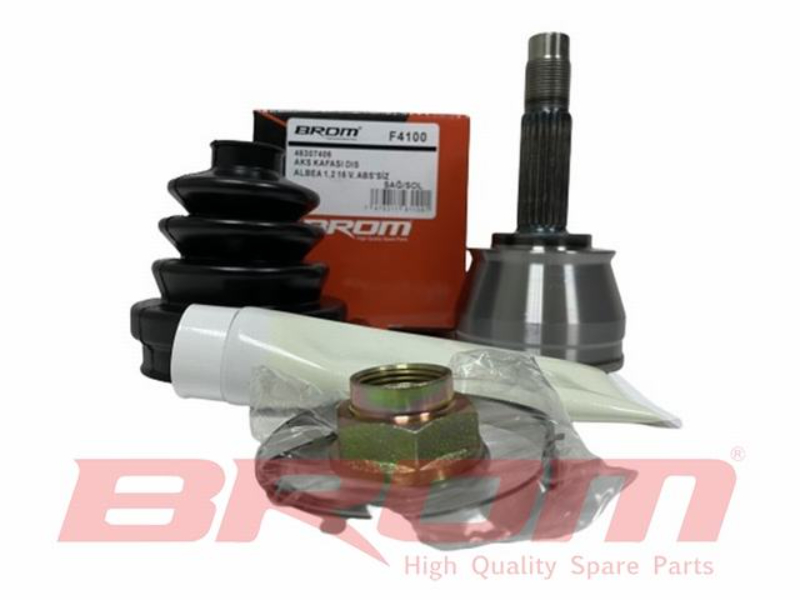 BROM F4100
46307406
AKS KAFASI DIS
ALBEA 1,2 16 V. ABS'SİZ
SAĞ/SOL
BROM
High Quality Spare Parts
BROM®
High Quality Spare Parts